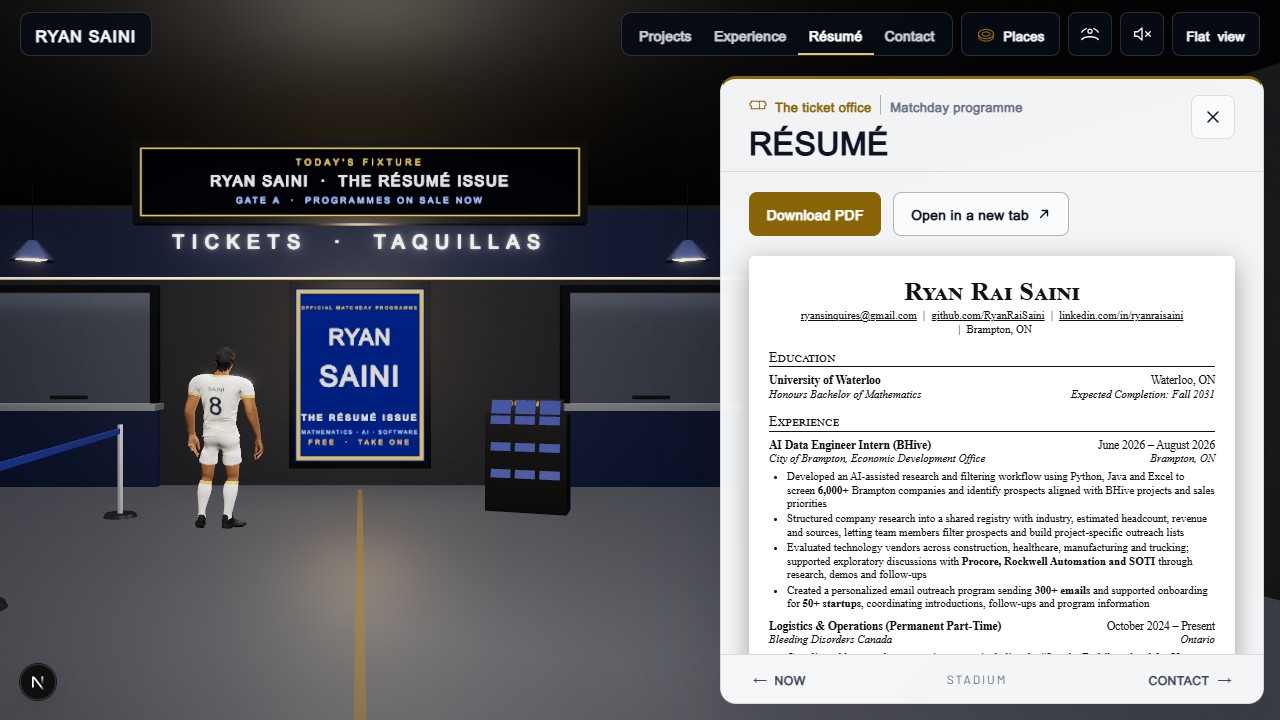 RYAN SAINI
Projects Experience Résumé Contact
Places
Flat view
TODAY'S FIXTURE
RYAN SAINI · THE RÉSUMÉ ISSUE
GATE A · PROGRAMMES ON SALE NOW
TICKETS · TAQUILLAS
OFFICIAL MATCHDAY PROGRAMME
RYAN
SAINI
THE RÉSUMÉ ISSUE
MATHEMATICS · AI · SOFTWARE
FREE · TAKE ONE
SAINI
8
N
The ticket office | Matchday programme
RÉSUMÉ
Download PDF
Open in a new tab ↗
Ryan Rai Saini
ryansinquires@gmail.com | github.com/RyanRaiSaini | linkedin.com/in/ryanraisaini
| Brampton, ON
Education
University of Waterloo Waterloo, ON
Honours Bachelor of Mathematics Expected Completion: Fall 2031
Experience
AI Data Engineer Intern (BHive) June 2026 – August 2026
City of Brampton, Economic Development Office Brampton, ON
• Developed an AI-assisted research and filtering workflow using Python, Java and Excel to
screen 6,000+ Brampton companies and identify prospects aligned with BHive projects and sales
priorities
• Structured company research into a shared registry with industry, estimated headcount, revenue
and sources, letting team members filter prospects and build project-specific outreach lists
• Evaluated technology vendors across construction, healthcare, manufacturing and trucking;
supported exploratory discussions with Procore, Rockwell Automation and SOTI through
research, demos and follow-ups
• Created a personalized email outreach program sending 300+ emails and supported onboarding
for 50+ startups, coordinating introductions, follow-ups and program information
Logistics & Operations (Permanent Part-Time) October 2024 – Present
Bleeding Disorders Canada Ontario
← NOW
STADIUM
CONTACT →